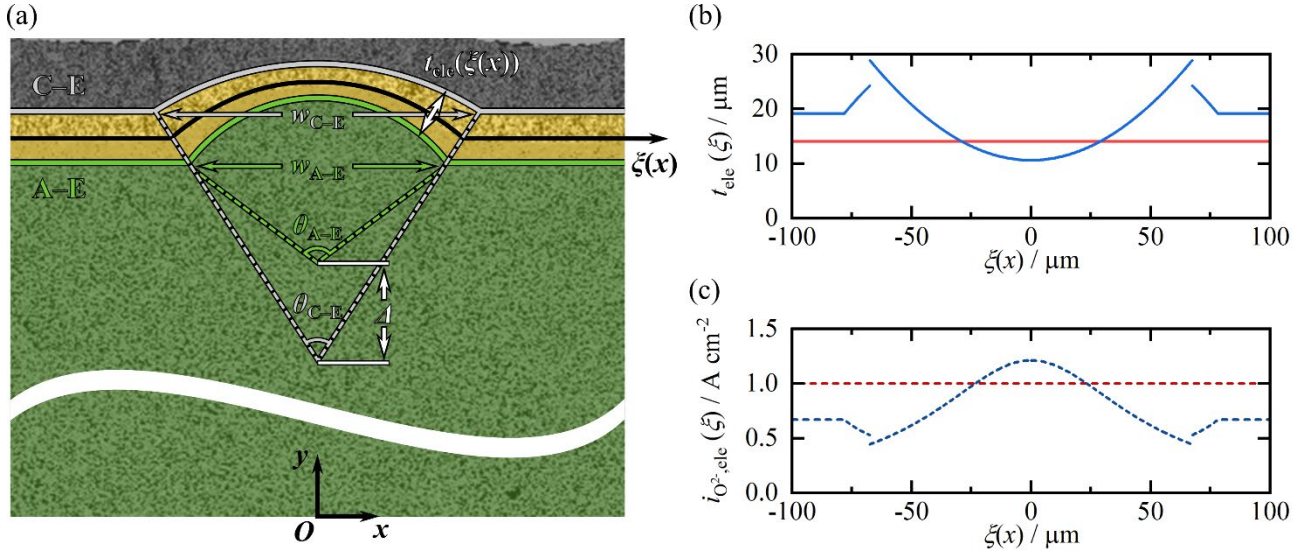 (a)
C–E
t_ele(ξ(x))
w_C–E
w_A–E
ξ(x)
A–E
θ_A–E
θ_C–E
Δ
y
O
x
(b)
30
20
10
0
t_ele (ξ) / μm
-100
-50
0
50
100
ξ(x) / μm
(c)
1.5
1.0
0.5
0.0
i_O²⁻,ele (ξ) / A cm⁻²
-100
-50
0
50
100
ξ(x) / μm